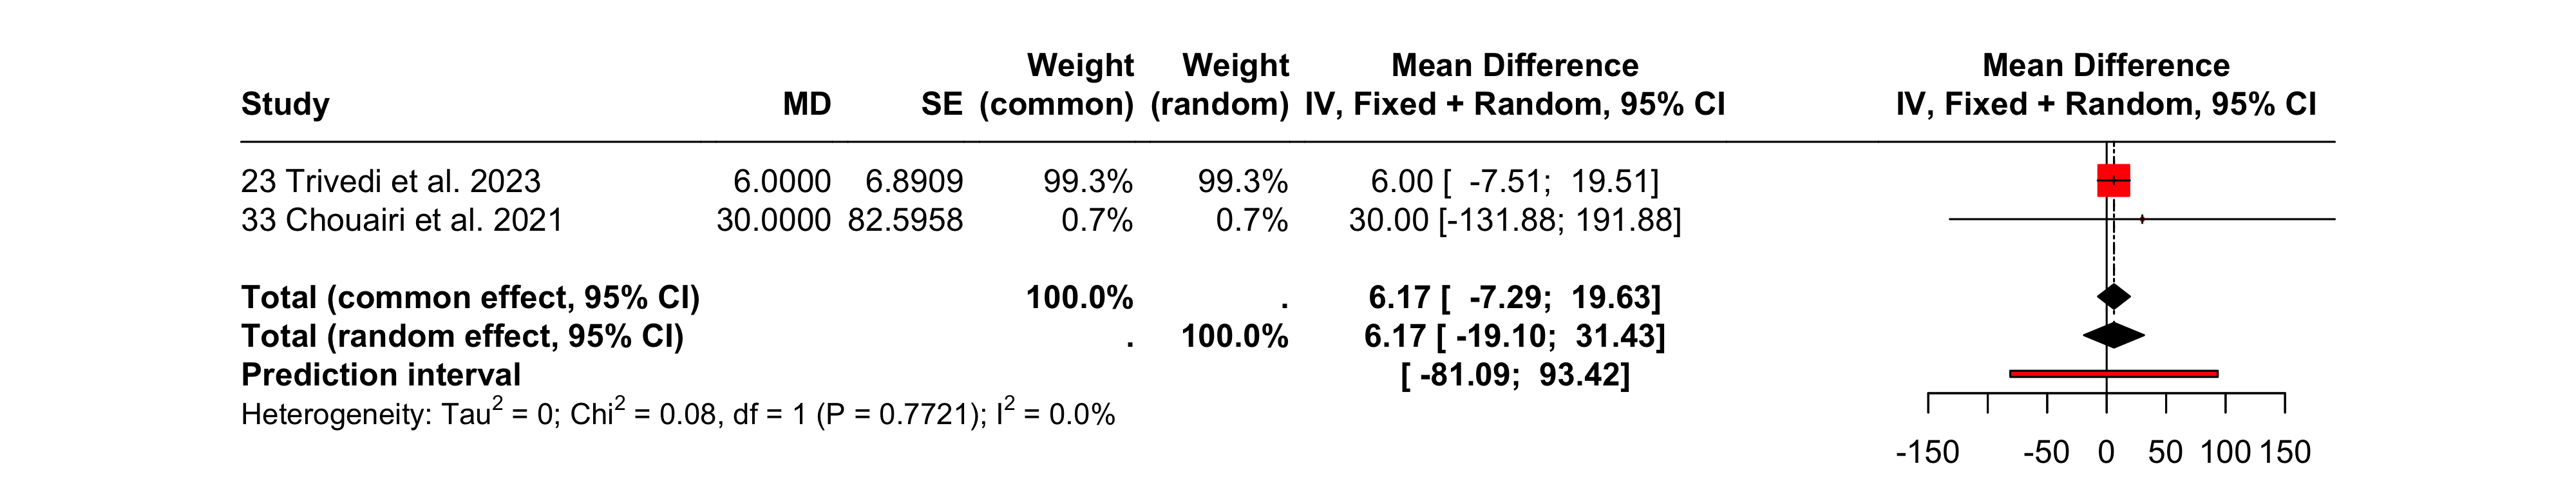 Weight Weight Mean Difference Mean Difference
Study MD SE (common) (random) IV, Fixed + Random, 95% CI IV, Fixed + Random, 95% CI
23 Trivedi et al. 2023 6.0000 6.8909 99.3% 99.3% 6.00 [ -7.51; 19.51]
33 Chouairi et al. 2021 30.0000 82.5958 0.7% 0.7% 30.00 [-131.88; 191.88]
Total (common effect, 95% CI) 100.0% . 6.17 [ -7.29; 19.63]
Total (random effect, 95% CI) . 100.0% 6.17 [ -19.10; 31.43]
Prediction interval [ -81.09; 93.42]
Heterogeneity: Tau² = 0; Chi² = 0.08, df = 1 (P = 0.7721); I² = 0.0%
-150 -50 0 50 100 150